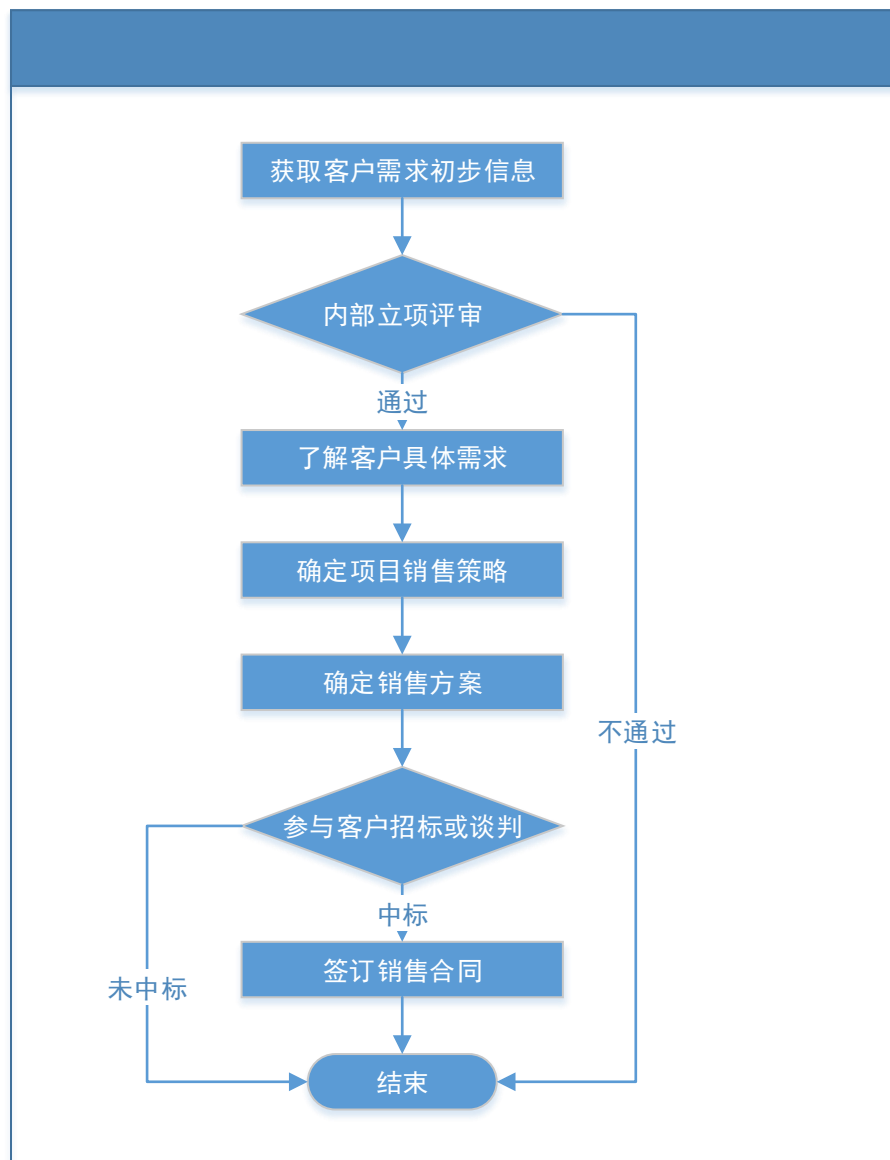 获取客户需求初步信息
内部立项评审
通过
了解客户具体需求
确定项目销售策略
确定销售方案
不通过
参与客户招标或谈判
中标
签订销售合同
未中标
结束